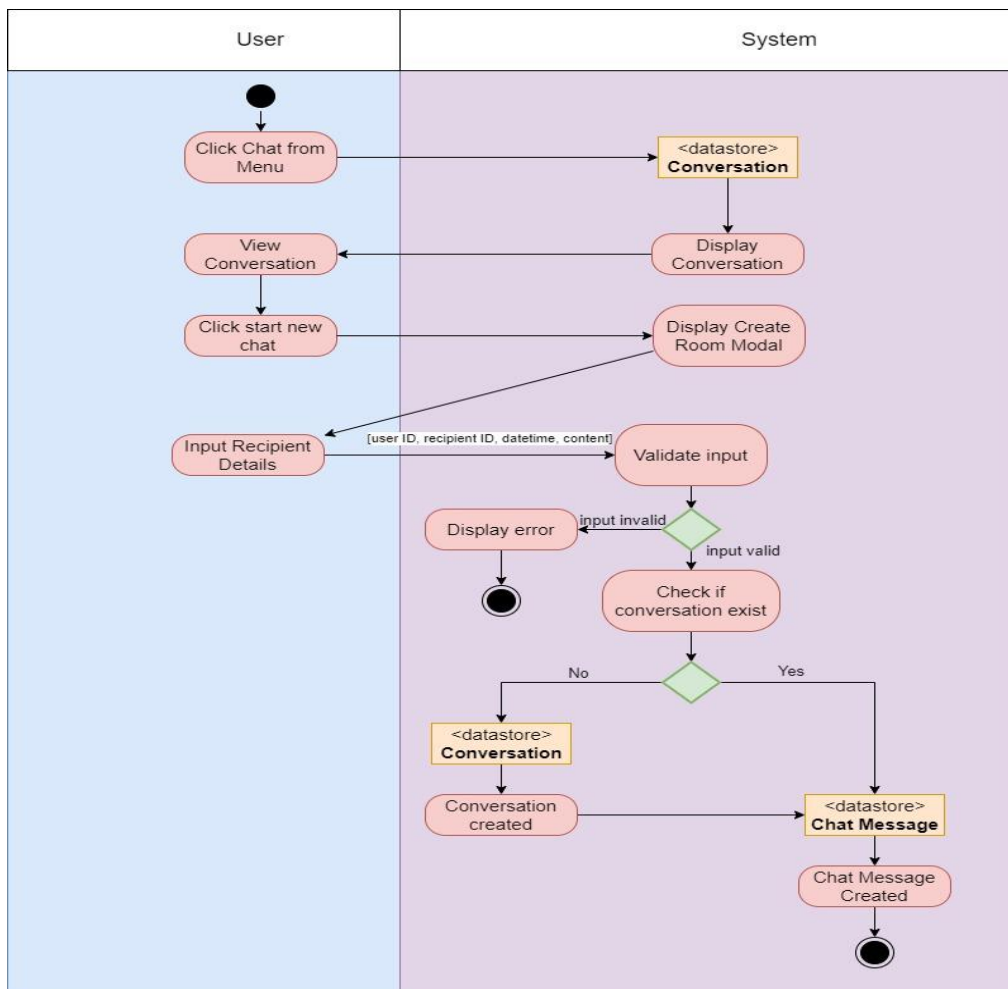 User
System
Click Chat from
Menu
<datastore>
Conversation
View
Conversation
Display
Conversation
Click start new
chat
Display Create
Room Modal
Input Recipient
Details
[user ID, recipient ID, datetime, content]
Validate input
Display error
input invalid
input valid
Check if
conversation exist
No
Yes
<datastore>
Conversation
Conversation
created
<datastore>
Chat Message
Chat Message
Created